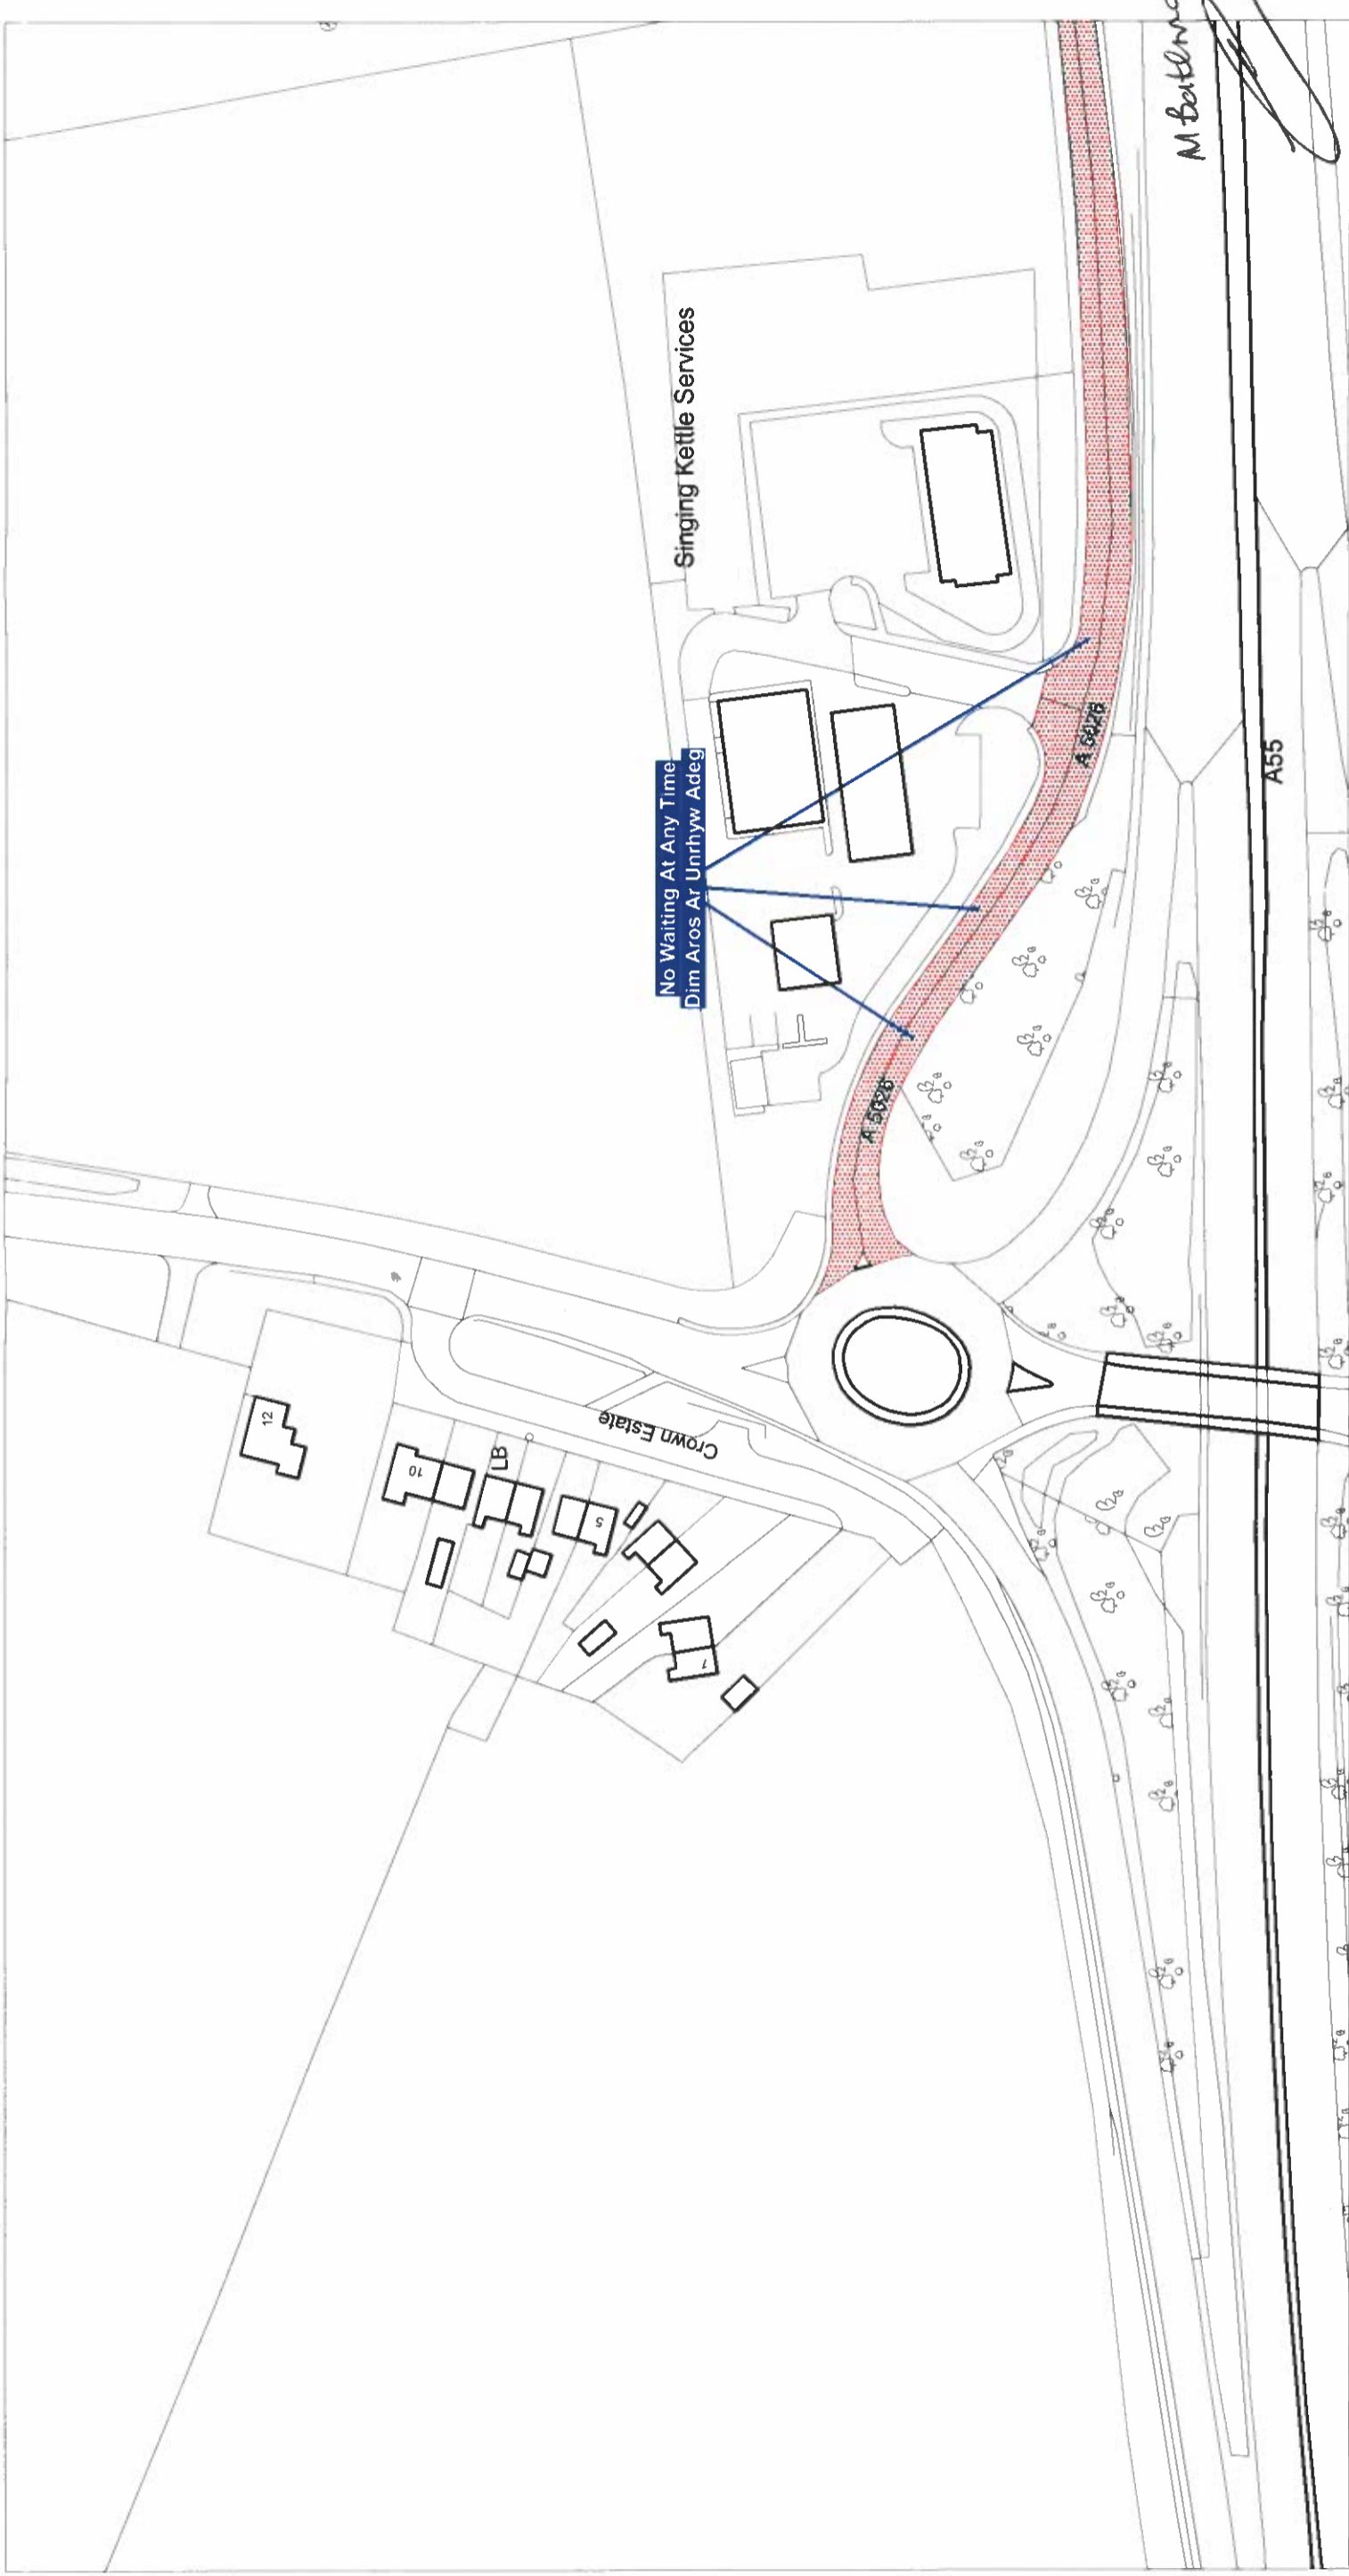 No Waiting At Any Time
Dim Aros Ar Unrhyw Adeg
Singing Kettle Services
A 5026
A 5026
A55
Crown Estate
LB
12
10
5
1